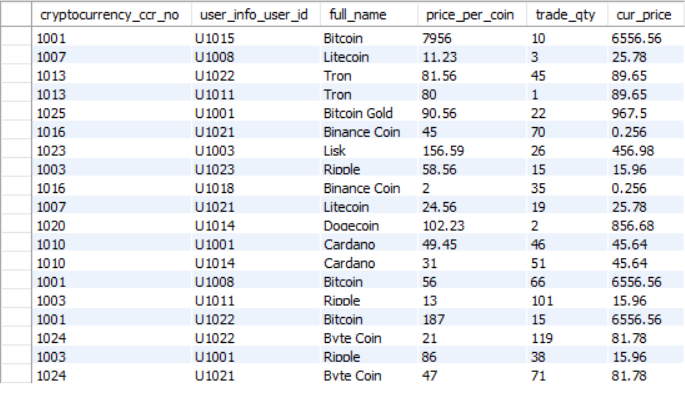 cryptocurrency_ccr_no user_info_user_id full_name price_per_coin trade_qty cur_price
1001 U1015 Bitcoin 7956 10 6556.56
1007 U1008 Litecoin 11.23 3 25.78
1013 U1022 Tron 81.56 45 89.65
1013 U1011 Tron 80 1 89.65
1025 U1001 Bitcoin Gold 90.56 22 967.5
1016 U1021 Binance Coin 45 70 0.256
1023 U1003 Lisk 156.59 26 456.98
1003 U1023 Ripple 58.56 15 15.96
1016 U1018 Binance Coin 2 35 0.256
1007 U1021 Litecoin 24.56 19 25.78
1020 U1014 Dogecoin 102.23 2 856.68
1010 U1001 Cardano 49.45 46 45.64
1010 U1014 Cardano 31 51 45.64
1001 U1008 Bitcoin 56 66 6556.56
1003 U1011 Ripple 13 101 15.96
1001 U1022 Bitcoin 187 15 6556.56
1024 U1022 Byte Coin 21 119 81.78
1003 U1001 Ripple 86 38 15.96
1024 U1021 Byte Coin 47 71 81.78